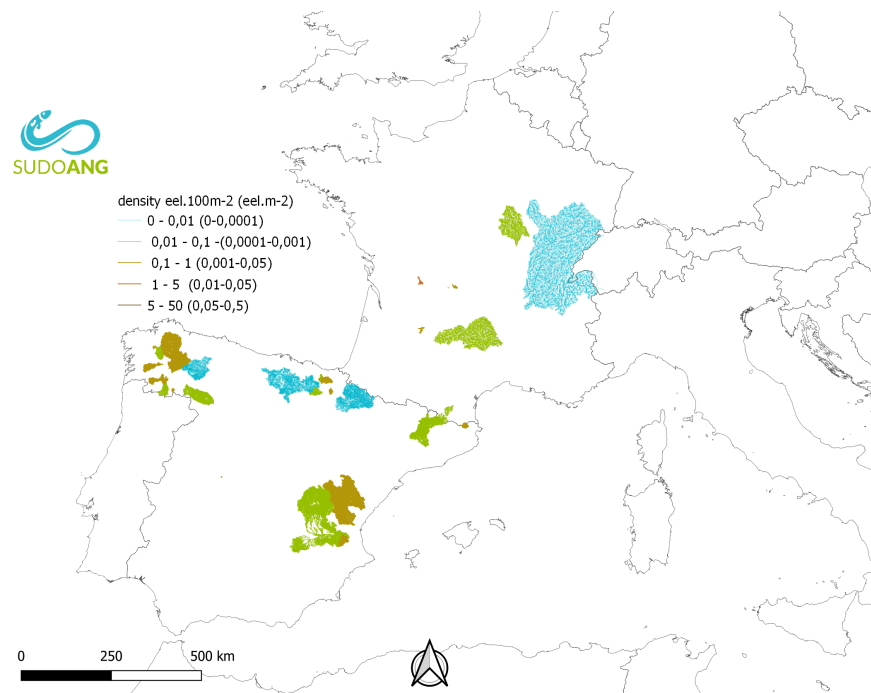 SUDOANG
density eel.100m-2 (eel.m-2)
0 - 0,01 (0-0,0001)
0,01 - 0,1 -(0,0001-0,001)
0,1 - 1 (0,001-0,05)
1 - 5 (0,01-0,05)
5 - 50 (0,05-0,5)
0 250 500 km